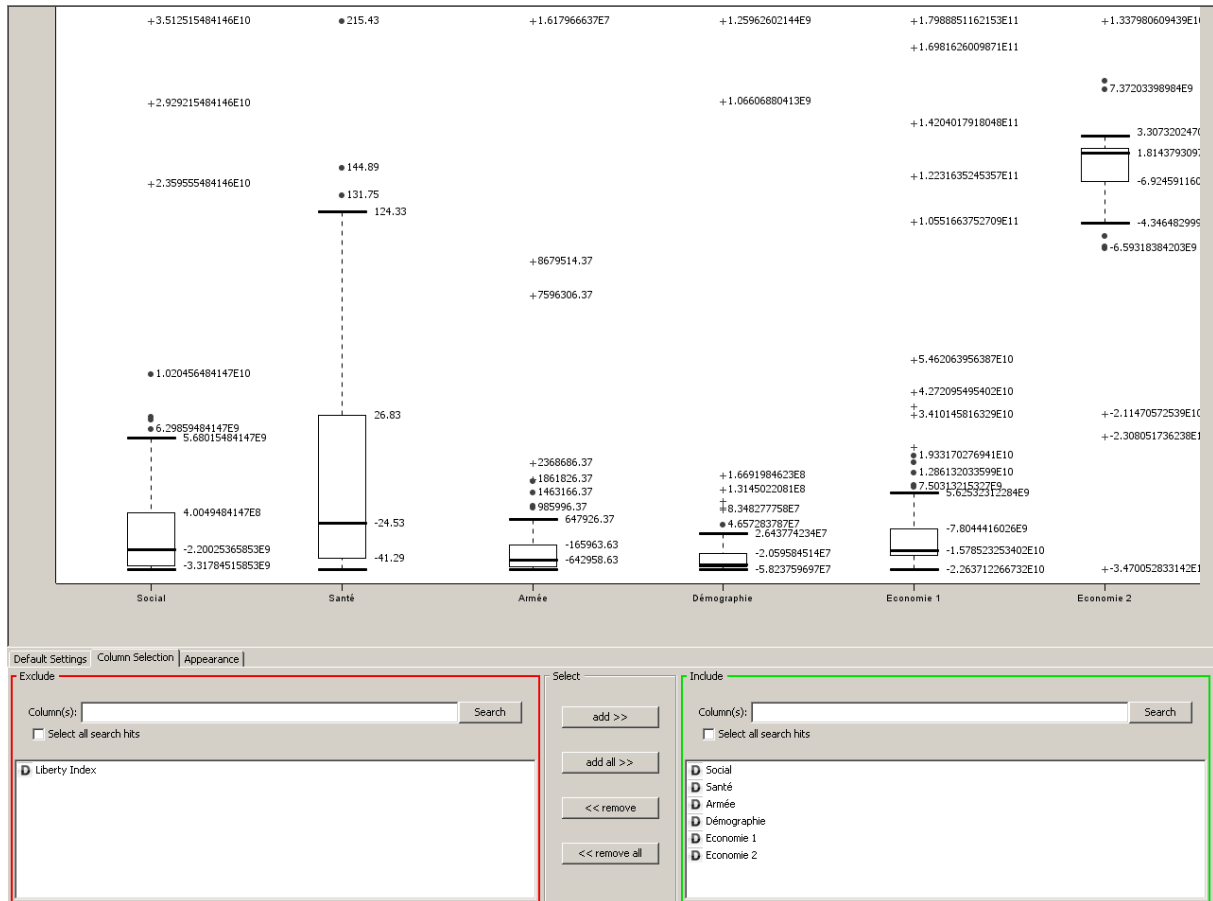 +3.512515484146E10 215.43 +1.617966637E7 +1.25962602144E9 +1.7988851162153E11 +1.337980609439E1
+1.6981626009871E11
7.37203398984E9
+2.929215484146E10 +1.06606880413E9
+1.4204017918048E11
3.3073202470
1.8143793097
144.89
+1.2231635245357E11
-6.924591160
+2.359555484146E10
131.75
124.33
+1.0551663752709E11
-4.346482999
-6.59318384203E9
+8679514.37
+7596306.37
+5.462063956387E10
1.020456484147E10
+4.272095495402E10
26.83
+3.410145816329E10
+-2.11470572539E10
6.29859484147E9
5.68015484147E9
+-2.308051736238E1
+1.933170276941E10
+2368686.37
+1861826.37
+1.6691984623E8
1.286132033599E10
1463166.37
+1.3145022081E8
7.50313215327E9
5.62532312284E9
985996.37
8.348277758E7
4.0049484147E8
647926.37
4.657283787E7
-24.53
2.643774234E7
-7.8044416026E9
-2.20025365853E9
-165963.63
-2.059584514E7
-1.578523253402E10
-41.29
-642958.63
-3.31784515853E9
-5.823759697E7
-2.263712266732E10
+-3.470052833142E1
Social Santé Armée Démographie Economie 1 Economie 2
Default Settings Column Selection Appearance
Exclude Select Include
Column(s): Search add >> Column(s): Search
Select all search hits Select all search hits
add all >>
D Liberty Index
D Social
D Santé
<< remove
D Armée
D Démographie
D Economie 1
<< remove all
D Economie 2